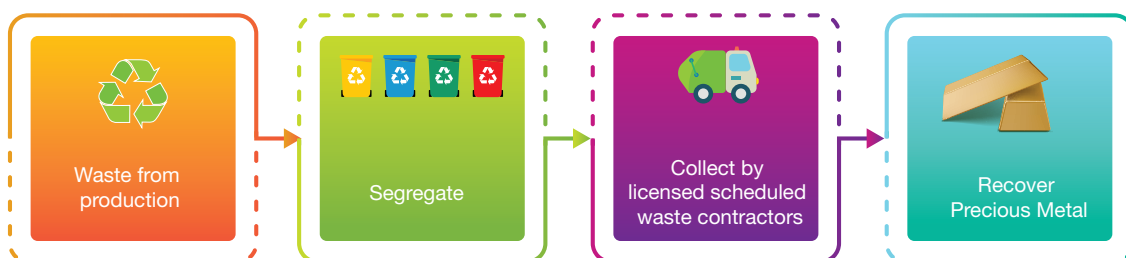 Waste from
production
Segregate
Collect by
licensed scheduled
waste contractors
Recover
Precious Metal